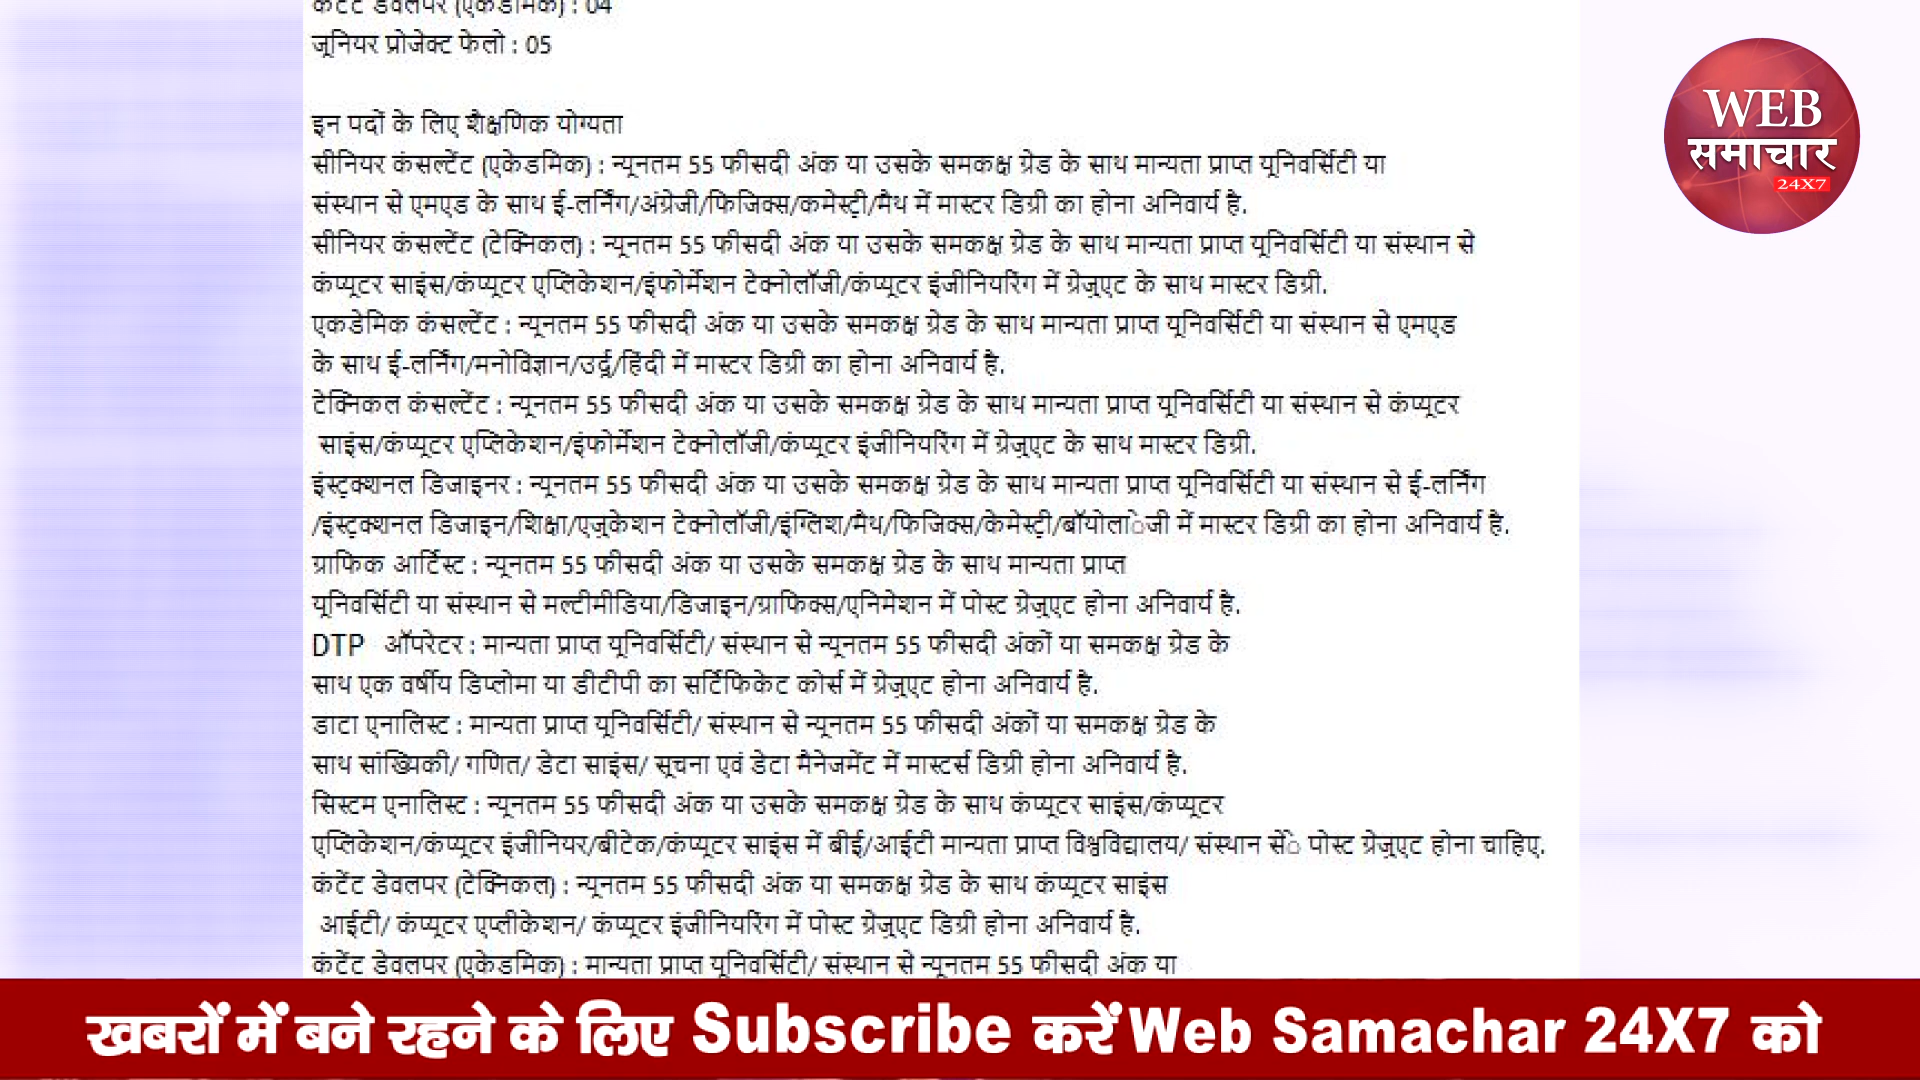 कंटेंट डेवलपर (एकेडमिक) : 04
जूनियर प्रोजेक्ट फेलो : 05
इन पदों के लिए शैक्षणिक योग्यता
सीनियर कंसल्टेंट (एकेडमिक) : न्यूनतम 55 फीसदी अंक या उसके समकक्ष ग्रेड के साथ मान्यता प्राप्त यूनिवर्सिटी या
संस्थान से एमएड के साथ ई-लर्निंग/अंग्रेजी/फिजिक्स/कमेस्ट्री/मैथ में मास्टर डिग्री का होना अनिवार्य है.
सीनियर कंसल्टेंट (टेक्निकल) : न्यूनतम 55 फीसदी अंक या उसके समकक्ष ग्रेड के साथ मान्यता प्राप्त यूनिवर्सिटी या संस्थान से
कंप्यूटर साइंस/कंप्यूटर एप्लिकेशन/इंफोर्मेशन टेक्नोलॉजी/कंप्यूटर इंजीनियरिंग में ग्रेजुएट के साथ मास्टर डिग्री.
एकडेमिक कंसल्टेंट : न्यूनतम 55 फीसदी अंक या उसके समकक्ष ग्रेड के साथ मान्यता प्राप्त यूनिवर्सिटी या संस्थान से एमएड
के साथ ई-लर्निंग/मनोविज्ञान/उर्दू/हिंदी में मास्टर डिग्री का होना अनिवार्य है.
टेक्निकल कंसल्टेंट : न्यूनतम 55 फीसदी अंक या उसके समकक्ष ग्रेड के साथ मान्यता प्राप्त यूनिवर्सिटी या संस्थान से कंप्यूटर
साइंस/कंप्यूटर एप्लिकेशन/इंफोर्मेशन टेक्नोलॉजी/कंप्यूटर इंजीनियरिंग में ग्रेजुएट के साथ मास्टर डिग्री.
इंस्ट्रक्शनल डिजाइनर : न्यूनतम 55 फीसदी अंक या उसके समकक्ष ग्रेड के साथ मान्यता प्राप्त यूनिवर्सिटी या संस्थान से ई-लर्निंग
/इंस्ट्रक्शनल डिजाइन/शिक्षा/एजुकेशन टेक्नोलॉजी/इंग्लिश/मैथ/फिजिक्स/केमेस्ट्री/बॉयोलाेजी में मास्टर डिग्री का होना अनिवार्य है.
ग्राफिक आर्टिस्ट : न्यूनतम 55 फीसदी अंक या उसके समकक्ष ग्रेड के साथ मान्यता प्राप्त
यूनिवर्सिटी या संस्थान से मल्टीमीडिया/डिजाइन/ग्राफिक्स/एनिमेशन में पोस्ट ग्रेजुएट होना अनिवार्य है.
DTP ऑपरेटर : मान्यता प्राप्त यूनिवर्सिटी/ संस्थान से न्यूनतम 55 फीसदी अंकों या समकक्ष ग्रेड के
साथ एक वर्षीय डिप्लोमा या डीटीपी का सर्टिफिकेट कोर्स में ग्रेजुएट होना अनिवार्य है.
डाटा एनालिस्ट : मान्यता प्राप्त यूनिवर्सिटी/ संस्थान से न्यूनतम 55 फीसदी अंकों या समकक्ष ग्रेड के
साथ सांख्यिकी/ गणित/ डेटा साइंस/ सूचना एवं डेटा मैनेजमेंट में मास्टर्स डिग्री होना अनिवार्य है.
सिस्टम एनालिस्ट : न्यूनतम 55 फीसदी अंक या उसके समकक्ष ग्रेड के साथ कंप्यूटर साइंस/कंप्यूटर
एप्लिकेशन/कंप्यूटर इंजीनियर/बीटेक/कंप्यूटर साइंस में बीई/आईटी मान्यता प्राप्त विश्वविद्यालय/ संस्थान सेंे पोस्ट ग्रेजुएट होना चाहिए.
कंटेंट डेवलपर (टेक्निकल) : न्यूनतम 55 फीसदी अंक या समकक्ष ग्रेड के साथ कंप्यूटर साइंस
आईटी/ कंप्यूटर एप्लीकेशन/ कंप्यूटर इंजीनियरिंग में पोस्ट ग्रेजुएट डिग्री होना अनिवार्य है.
कंटेंट डेवलपर (एकेडमिक) : मान्यता प्राप्त यूनिवर्सिटी/ संस्थान से न्यूनतम 55 फीसदी अंक या
WEB
समाचार
24X7
खबरों में बने रहने के लिए Subscribe करें Web Samachar 24X7 को